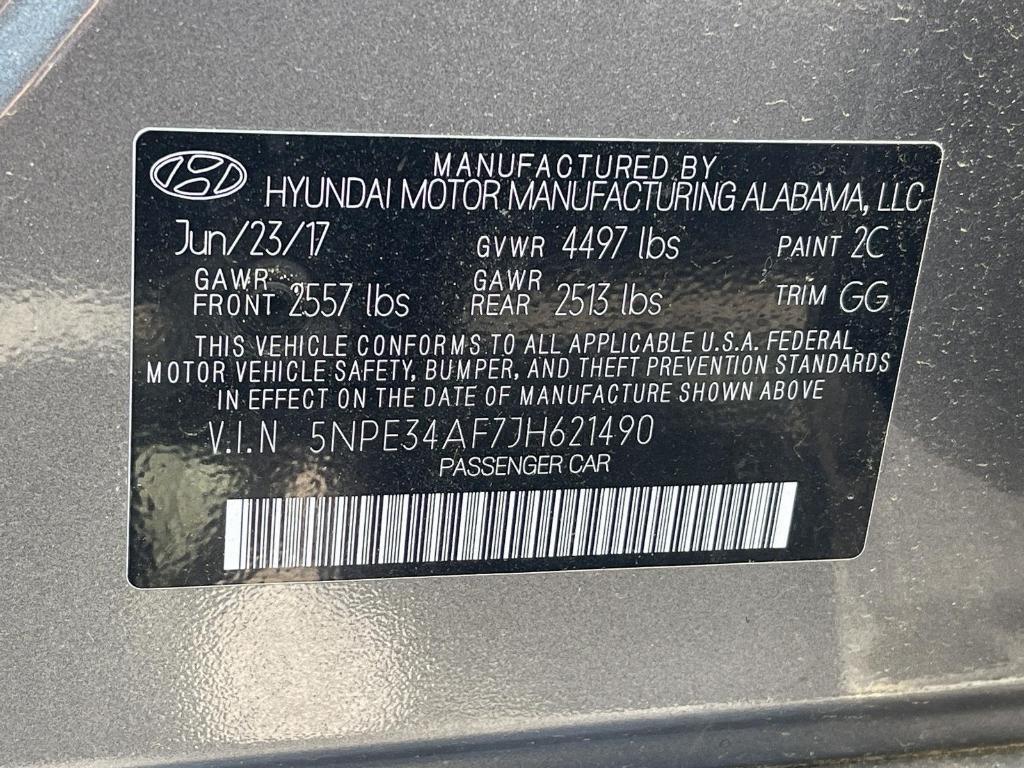 MANUFACTURED BY
HYUNDAI MOTOR MANUFACTURING ALABAMA, LLC
Jun/23/17 GVWR 4497 lbs PAINT 2C
GAWR FRONT 2557 lbs GAWR REAR 2513 lbs TRIM GG
THIS VEHICLE CONFORMS TO ALL APPLICABLE U.S.A. FEDERAL
MOTOR VEHICLE SAFETY, BUMPER, AND THEFT PREVENTION STANDARDS
IN EFFECT ON THE DATE OF MANUFACTURE SHOWN ABOVE
V.I.N 5NPE34AF7JH621490
PASSENGER CAR